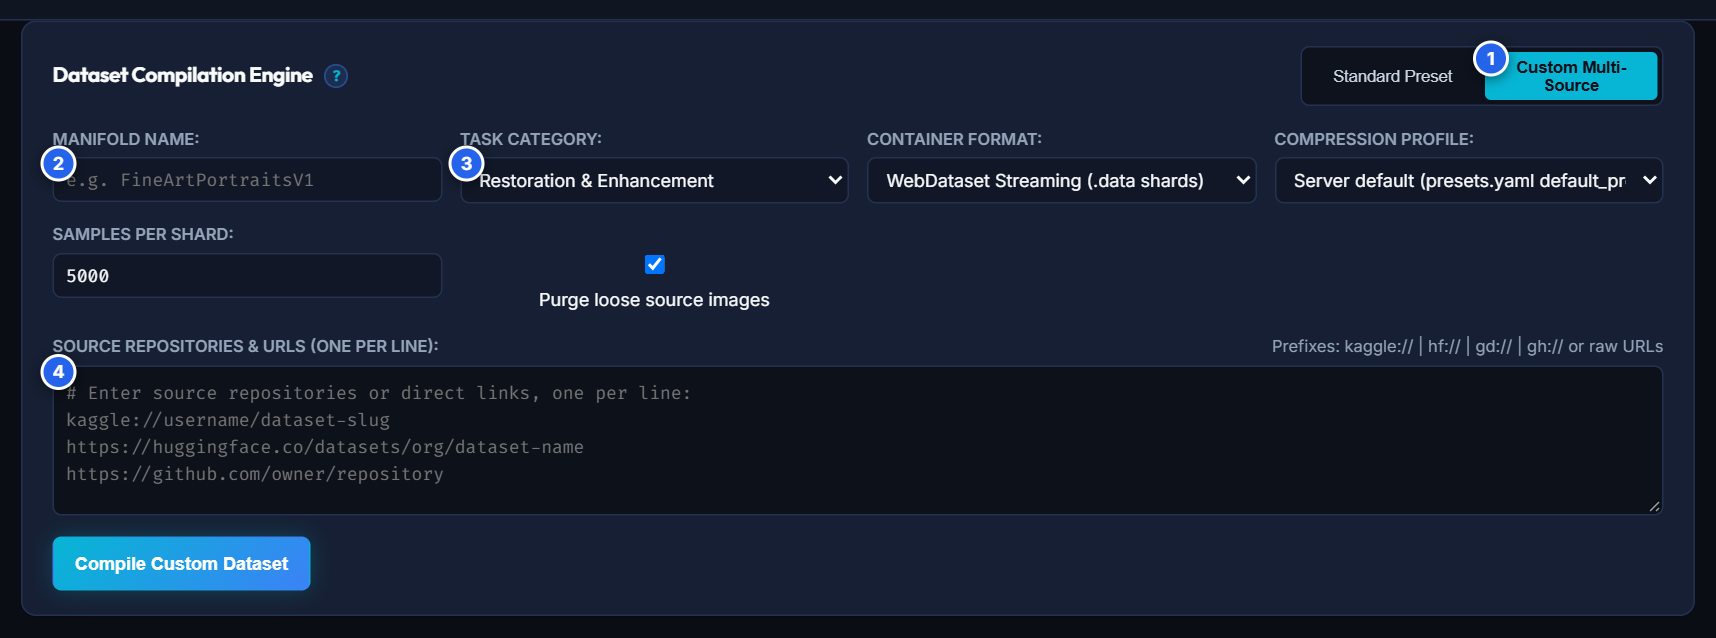 Dataset Compilation Engine ?
Standard Preset
1
Custom Multi-
Source
MANIFOLD NAME:
2
e.g. FineArtPortraitsV1
TASK CATEGORY:
3
Restoration & Enhancement
CONTAINER FORMAT:
WebDataset Streaming (.data shards)
COMPRESSION PROFILE:
Server default (presets.yaml default_pr
SAMPLES PER SHARD:
5000
Purge loose source images
SOURCE REPOSITORIES & URLS (ONE PER LINE):
Prefixes: kaggle:// | hf:// | gd:// | gh:// or raw URLs
4
# Enter source repositories or direct links, one per line:
kaggle://username/dataset-slug
https://huggingface.co/datasets/org/dataset-name
https://github.com/owner/repository
Compile Custom Dataset